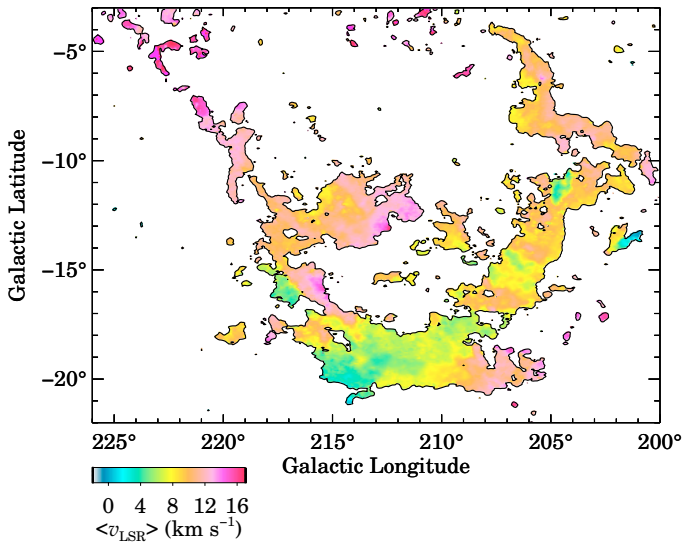 −5°
−10°
−15°
−20°
Galactic Latitude
225° 220° 215° 210° 205° 200°
Galactic Longitude
0 4 8 12 16
<v_LSR> (km s⁻¹)